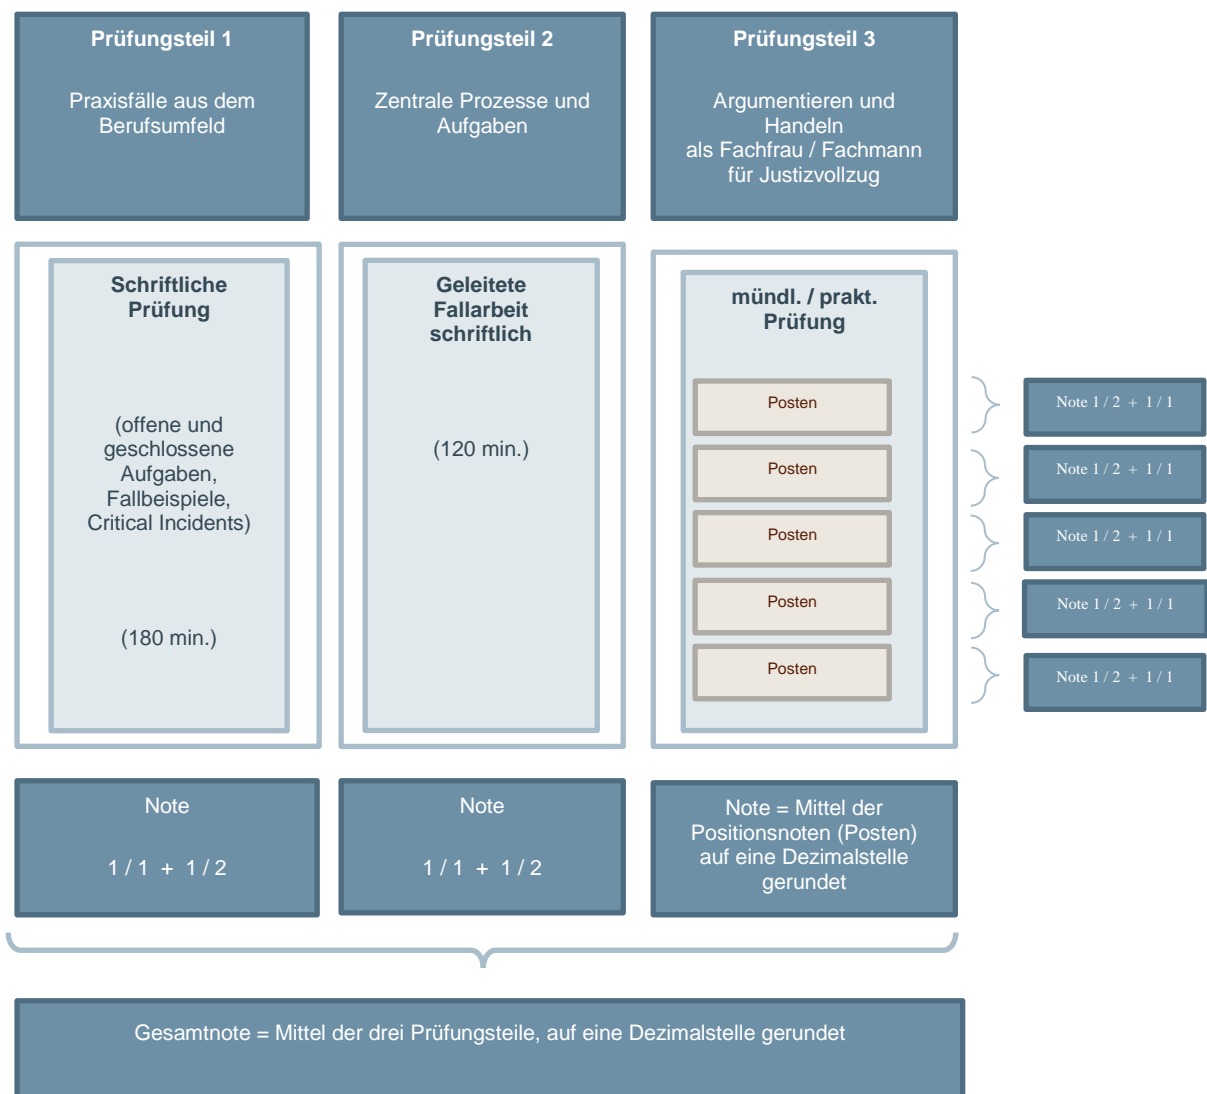 Prüfungsteil 1
Praxisfälle aus dem
Berufsumfeld
Prüfungsteil 2
Zentrale Prozesse und
Aufgaben
Prüfungsteil 3
Argumentieren und
Handeln
als Fachfrau / Fachmann
für Justizvollzug
Schriftliche
Prüfung
(offene und
geschlossene
Aufgaben,
Fallbeispiele,
Critical Incidents)
(180 min.)
Geleitete
Fallarbeit
schriftlich
(120 min.)
mündl. / prakt.
Prüfung
Posten
Note 1 / 2 + 1 / 1
Posten
Note 1 / 2 + 1 / 1
Posten
Note 1 / 2 + 1 / 1
Posten
Note 1 / 2 + 1 / 1
Posten
Note 1 / 2 + 1 / 1
Note
1 / 1 + 1 / 2
Note
1 / 1 + 1 / 2
Note = Mittel der
Positionsnoten (Posten)
auf eine Dezimalstelle
gerundet
Gesamtnote = Mittel der drei Prüfungsteile, auf eine Dezimalstelle gerundet